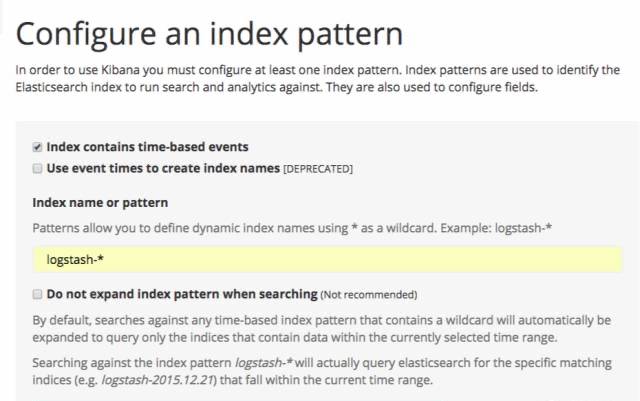 Configure an index pattern
In order to use Kibana you must configure at least one index pattern. Index patterns are used to identify the
Elasticsearch index to run search and analytics against. They are also used to configure fields.
Index contains time-based events
Use event times to create index names [DEPRECATED]
Index name or pattern
Patterns allow you to define dynamic index names using * as a wildcard. Example: logstash-*
logstash-*
Do not expand index pattern when searching (Not recommended)
By default, searches against any time-based index pattern that contains a wildcard will automatically be
expanded to query only the indices that contain data within the currently selected time range.
Searching against the index pattern logstash-* will actually query elasticsearch for the specific matching
indices (e.g. logstash-2015.12.21) that fall within the current time range.